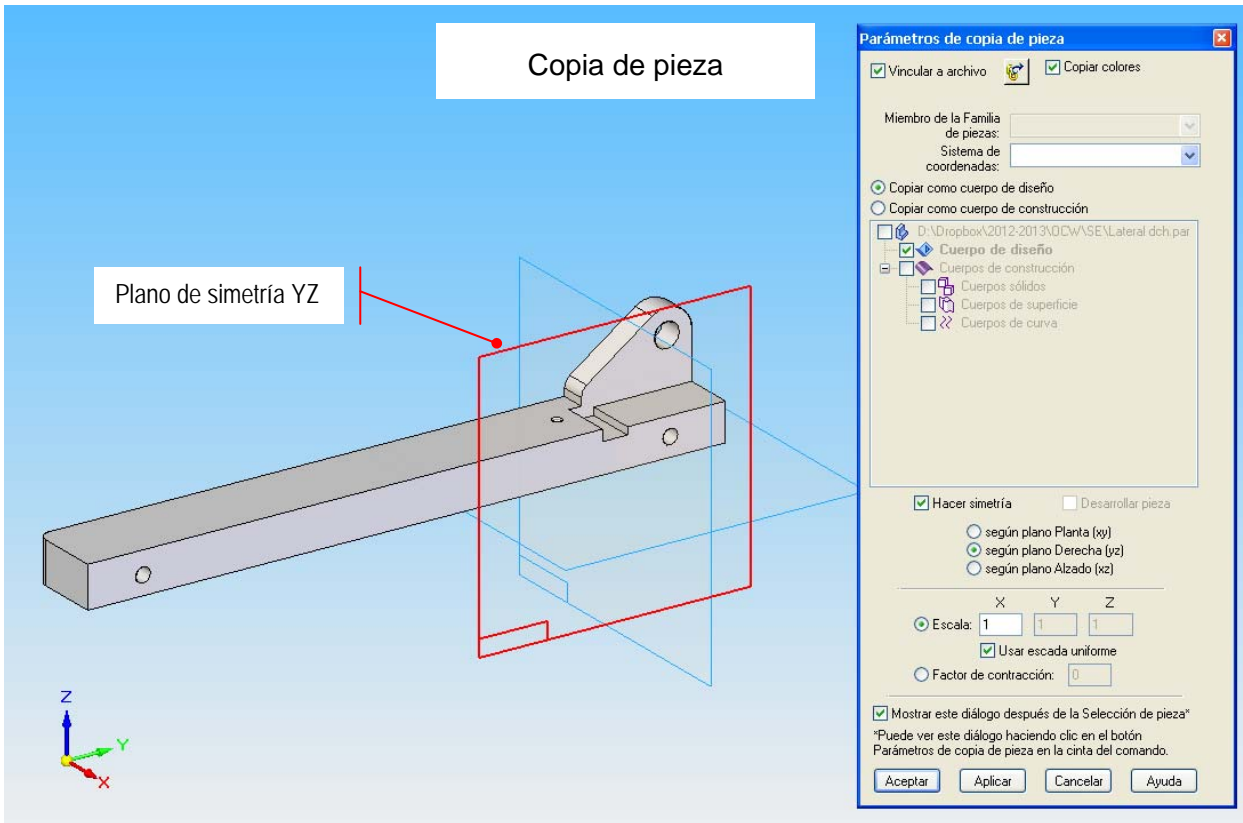 Copia de pieza
Plano de simetría YZ
Z
Y
X
Parámetros de copia de pieza
Vincular a archivo
Copiar colores
Miembro de la Familia
de piezas:
Sistema de
coordenadas:
Copiar como cuerpo de diseño
Copiar como cuerpo de construcción
D:\Dropbox\2012-2013\OCW\SE\Lateral dch.par
Cuerpo de diseño
Cuerpos de construcción
Cuerpos sólidos
Cuerpos de superficie
Cuerpos de curva
Hacer simetría
Desarrollar pieza
según plano Planta (xy)
según plano Derecha (yz)
según plano Alzado (xz)
X Y Z
Escala: 1 1 1
Usar escada uniforme
Factor de contracción: 0
Mostrar este diálogo después de la Selección de pieza*
*Puede ver este diálogo haciendo clic en el botón
Parámetros de copia de pieza en la cinta del comando.
Aceptar Aplicar Cancelar Ayuda